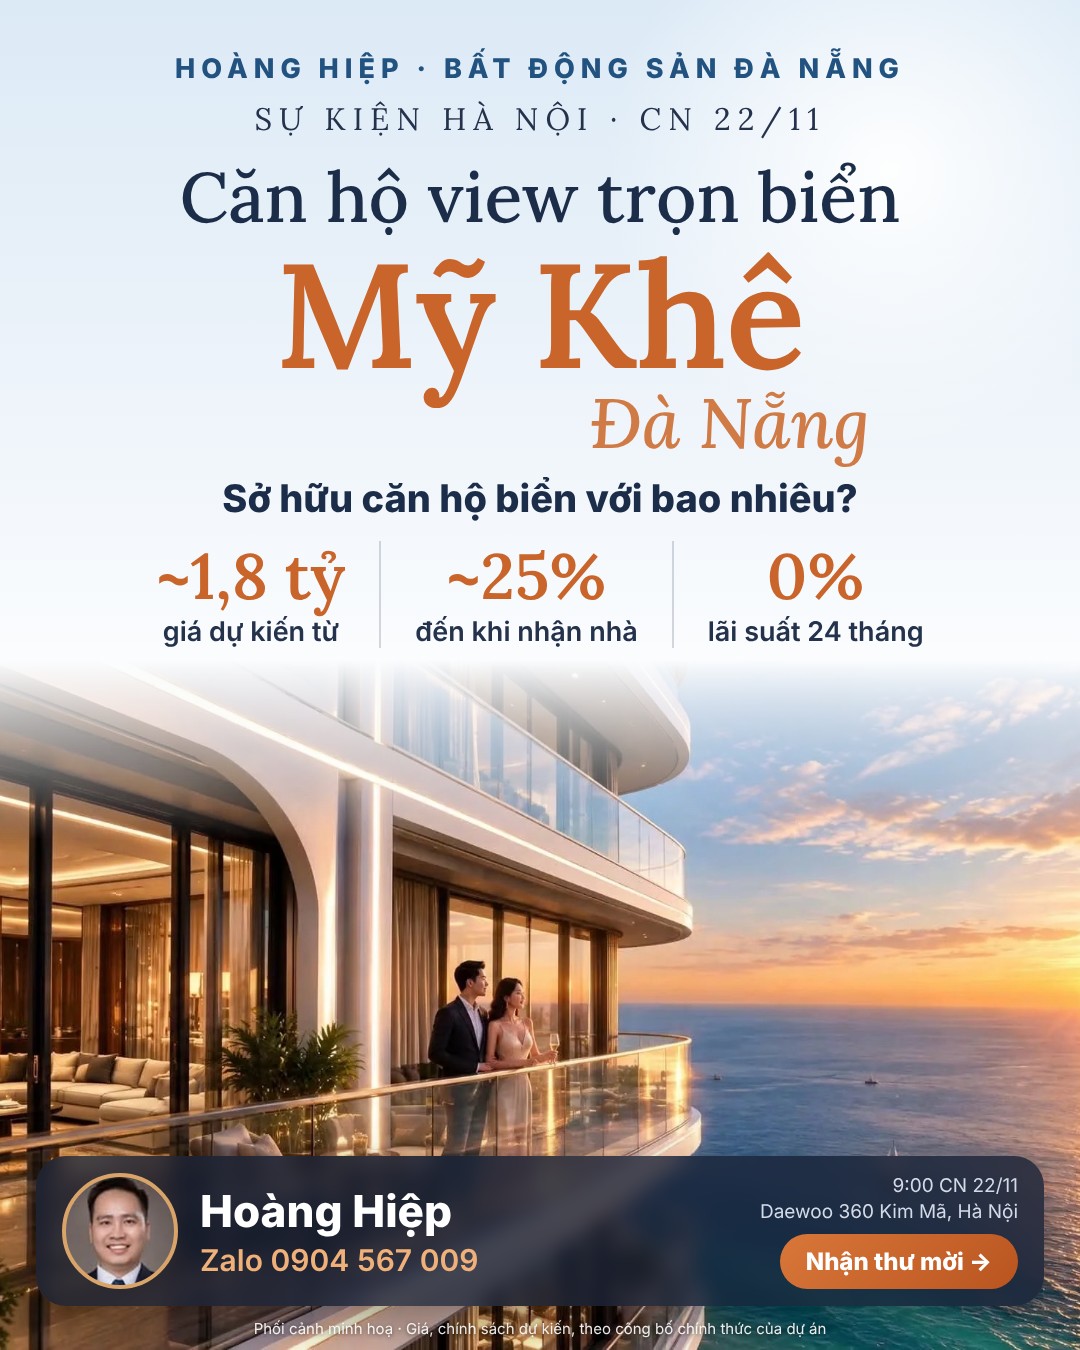 HOÀNG HIỆP · BẤT ĐỘNG SẢN ĐÀ NẴNG
SỰ KIỆN HÀ NỘI · CN 22/11
Căn hộ view trọn biển
Mỹ Khê
Đà Nẵng
Sở hữu căn hộ biển với bao nhiêu?
~1,8 tỷ
giá dự kiến từ
~25%
đến khi nhận nhà
0%
lãi suất 24 tháng
Hoàng Hiệp
Zalo 0904 567 009
9:00 CN 22/11
Daewoo 360 Kim Mã, Hà Nội
Nhận thư mời →
Phối cảnh minh hoạ · Giá, chính sách dự kiến, theo công bố chính thức của dự án